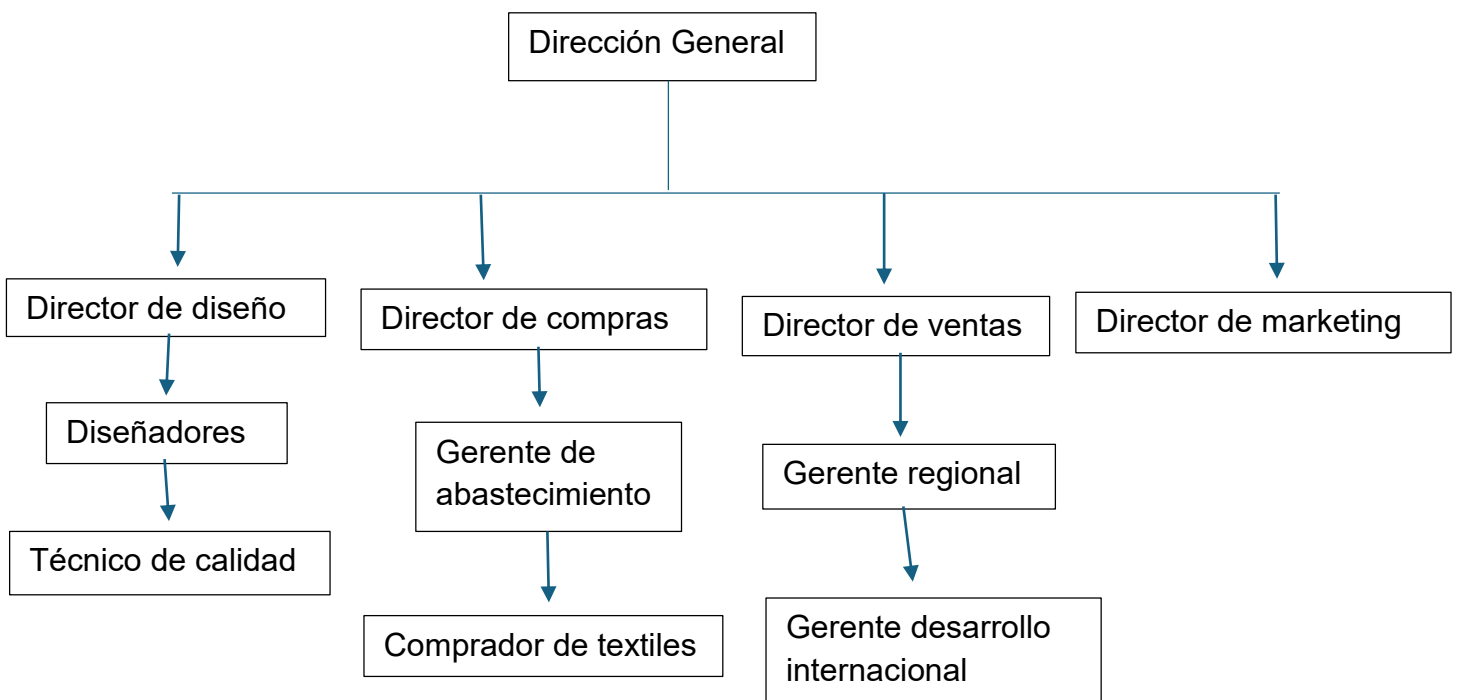 Dirección General
Director de diseño
Director de compras
Director de ventas
Director de marketing
Diseñadores
Gerente de
abastecimiento
Gerente regional
Técnico de calidad
Comprador de textiles
Gerente desarrollo
internacional